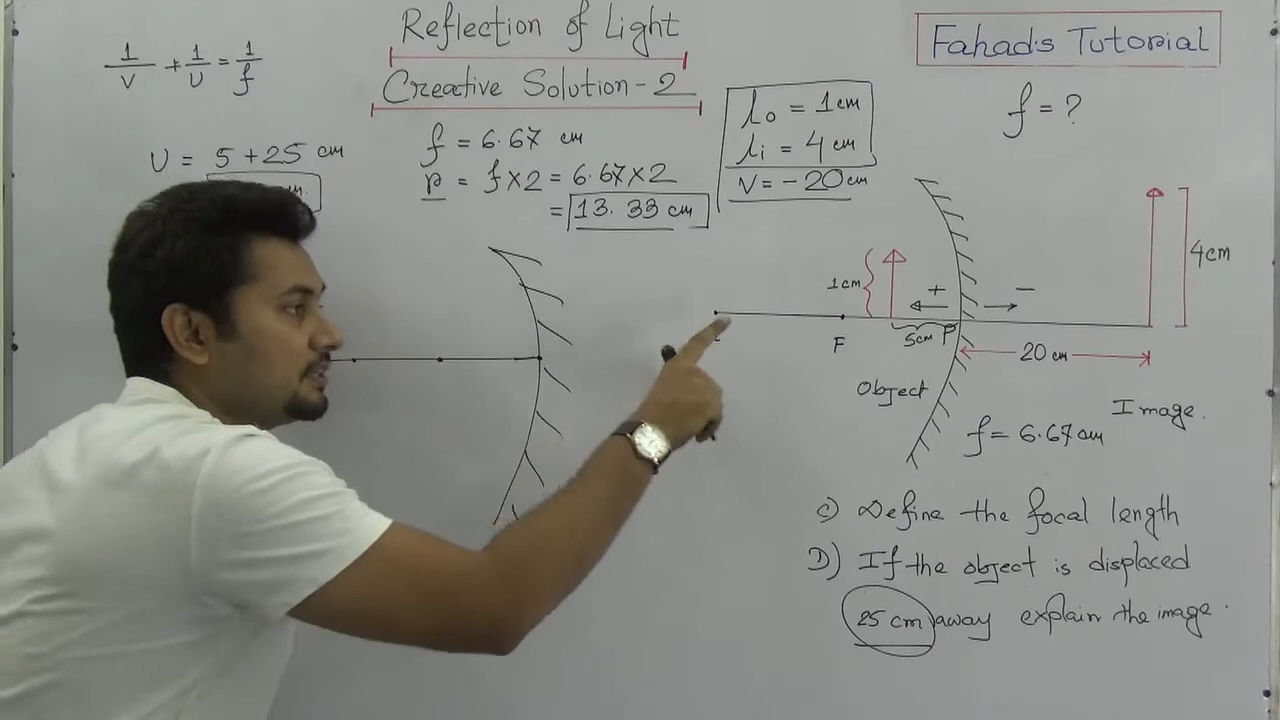 Reflection of Light
Creative Solution - 2
Fahad's Tutorial
1/v + 1/u = 1/f
U = 5 + 25 cm
f = 6.67 cm
r = f×2 = 6.67×2
= 13.33 cm
lo = 1cm
li = 4 cm
V = - 20 cm
f = ?
1cm
+
-
4cm
F
5cm P
20 cm
Object
Image.
f = 6.67 cm
C) Define the focal length
D) If the object is displaced
25 cm away explain the image.